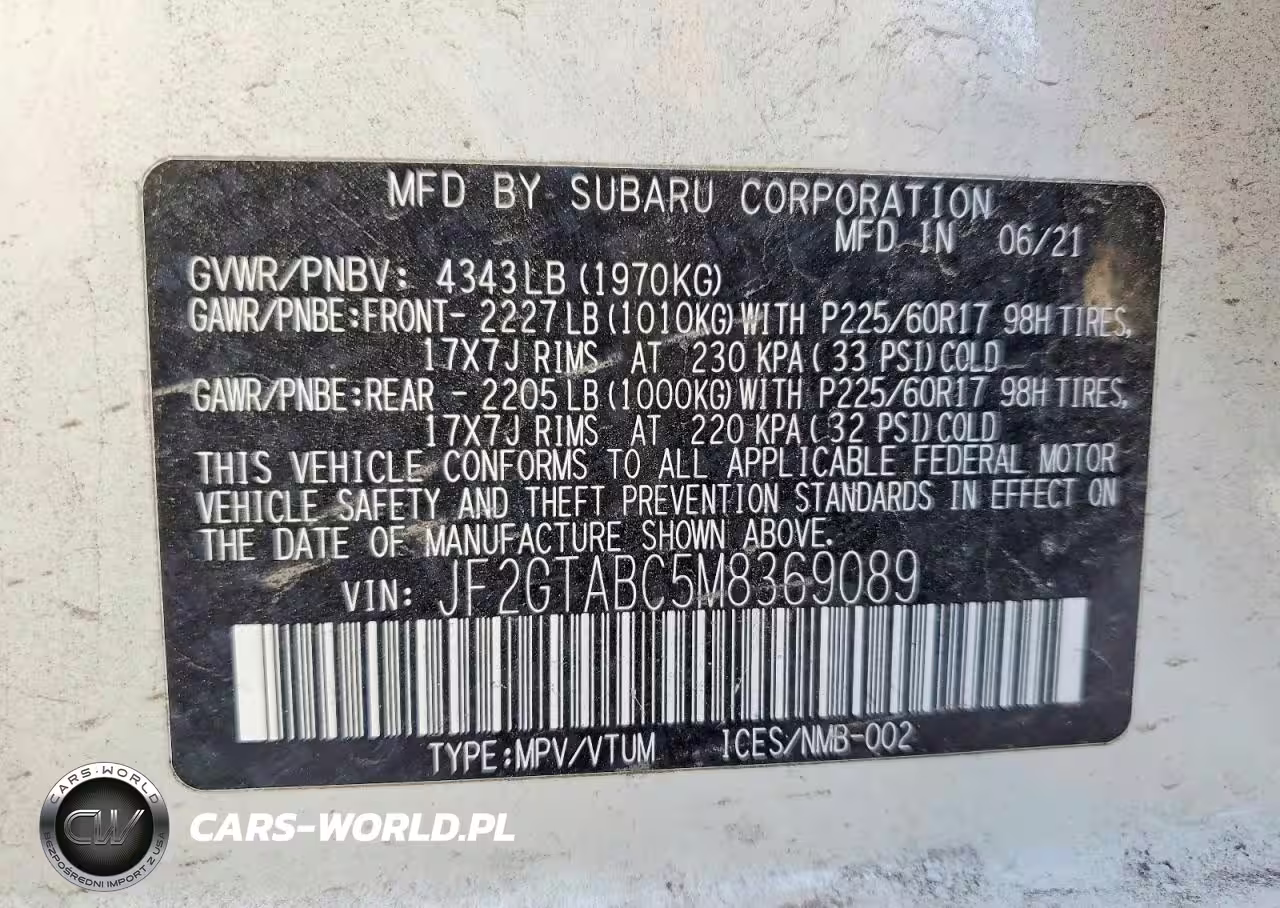 MFD BY SUBARU CORPORATION
MFD IN 06/21
GVWR/PNBV: 4343LB (1970KG)
GAWR/PNBE:FRONT- 2227LB (1010KG) WITH P225/60R17 98H TIRES,
17X7J RIMS AT 230 KPA (33 PSI) COLD
GAWR/PNBE:REAR - 2205LB (1000KG) WITH P225/60R17 98H TIRES,
17X7J RIMS AT 220 KPA (32 PSI) COLD
THIS VEHICLE CONFORMS TO ALL APPLICABLE FEDERAL MOTOR
VEHICLE SAFETY AND THEFT PREVENTION STANDARDS IN EFFECT ON
THE DATE OF MANUFACTURE SHOWN ABOVE.
VIN: JF2GTABC5M8369089
TYPE:MPV/VTUM ICES/NMB-002
CARS-WORLD
CW
BEZPOŚREDNI IMPORT Z USA
CARS-WORLD.PL